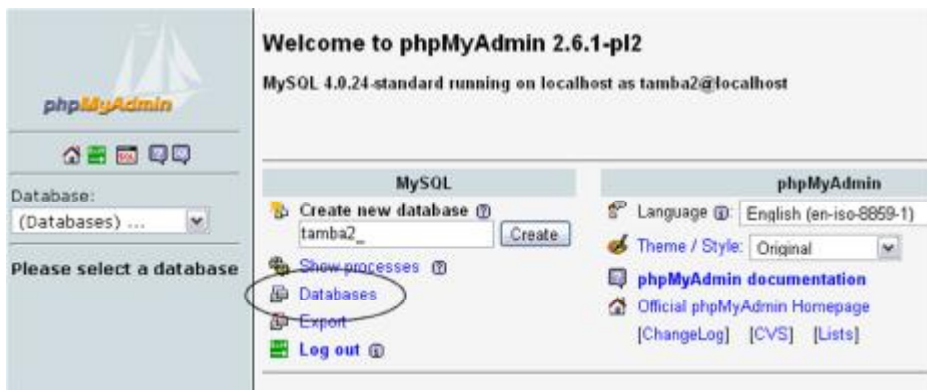 phpMyAdmin
SQL
Database:
(Databases) ...
Please select a database
Welcome to phpMyAdmin 2.6.1-pl2
MySQL 4.0.24-standard running on localhost as tamba2@localhost
MySQL
Create new database
tamba2_ Create
Show processes
Databases
Export
Log out
phpMyAdmin
Language : English (en-iso-8859-1)
Theme / Style: Original
phpMyAdmin documentation
Official phpMyAdmin Homepage
[ChangeLog] [CVS] [Lists]